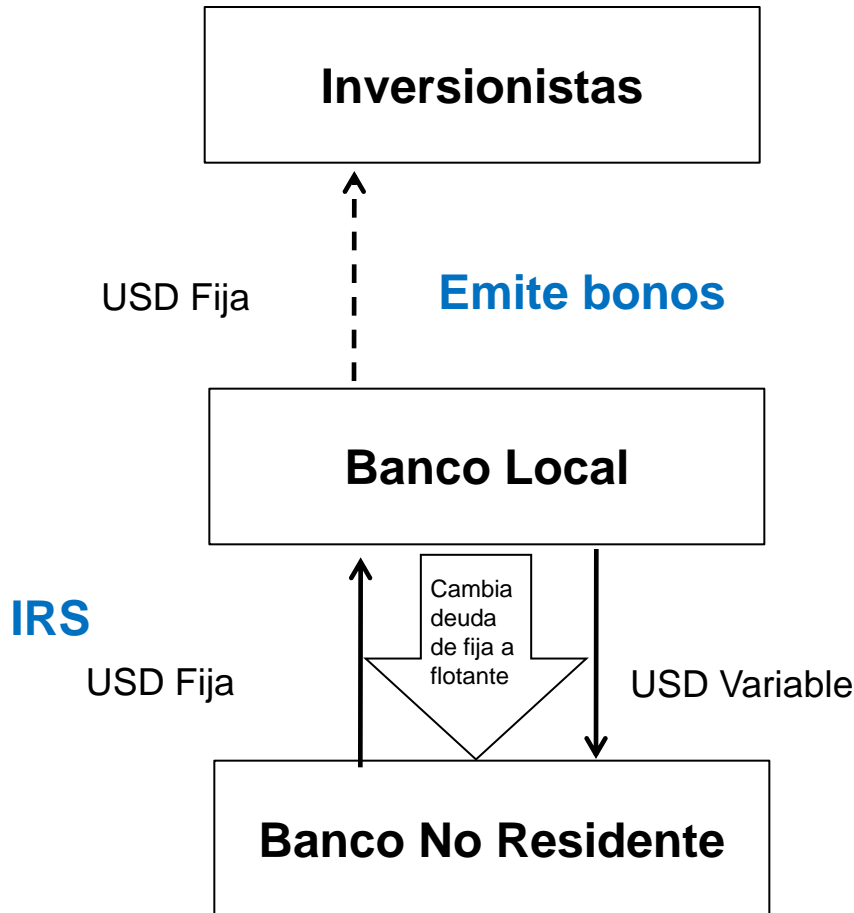 Inversionistas
USD Fija
Emite bonos
Banco Local
IRS
USD Fija
Cambia
deuda
de fija a
flotante
USD Variable
Banco No Residente